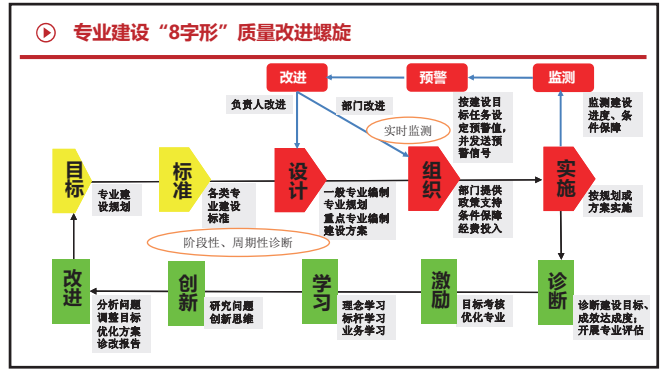 专业建设“8字形”质量改进螺旋
改进
预警
监测
负责人改进
部门改进
实时监测
按建设目
标任务设
定预警值,
并发送预
警信号
监测建设
进度、条
件保障
目标
专业建
设规划
标准
各类专
业建设
标准
设计
一般专业编制
专业规划
重点专业编制
建设方案
组织
部门提供
政策支持
条件保障
经费投入
实施
按规划或
方案实施
阶段性、周期性诊断
改进
分析问题
调整目标
优化方案
诊改报告
创新
研究问题
创新思维
学习
理念学习
标杆学习
业务学习
激励
目标考核
优化专业
诊断
诊断建设目标、
成效达成度;
开展专业评估